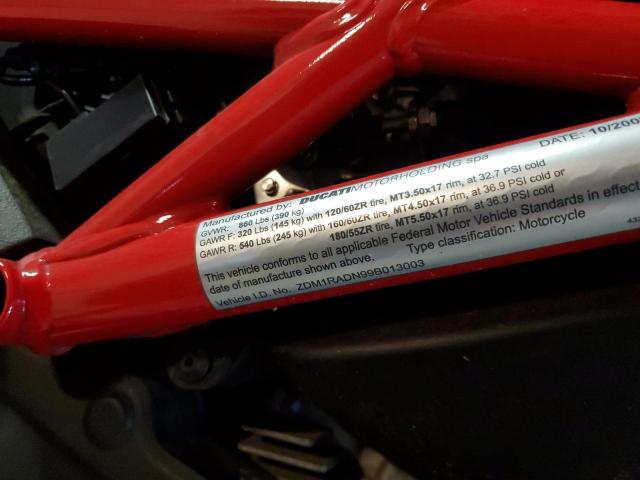 Manufactured by: DUCATIMOTORHOLDING spa DATE:
GVWR: 860 Lbs (390 kg)
GAWR F: 320 Lbs (145 kg) with 120/60ZR tire, MT3.50x17 rim, at 32.7 PSI cold
GAWR R: 540 Lbs (245 kg) with 160/60ZR tire, MT4.50x17 rim, at 36.9 PSI cold or
180/55ZR tire, MT5.50x17 rim, at 36.9 PSI cold
This vehicle conforms to all applicable Federal Motor Vehicle Standards in effect
date of manufacture shown above. Type classification: Motorcycle
Vehicle I.D. No. ZDM1RADN99B013003